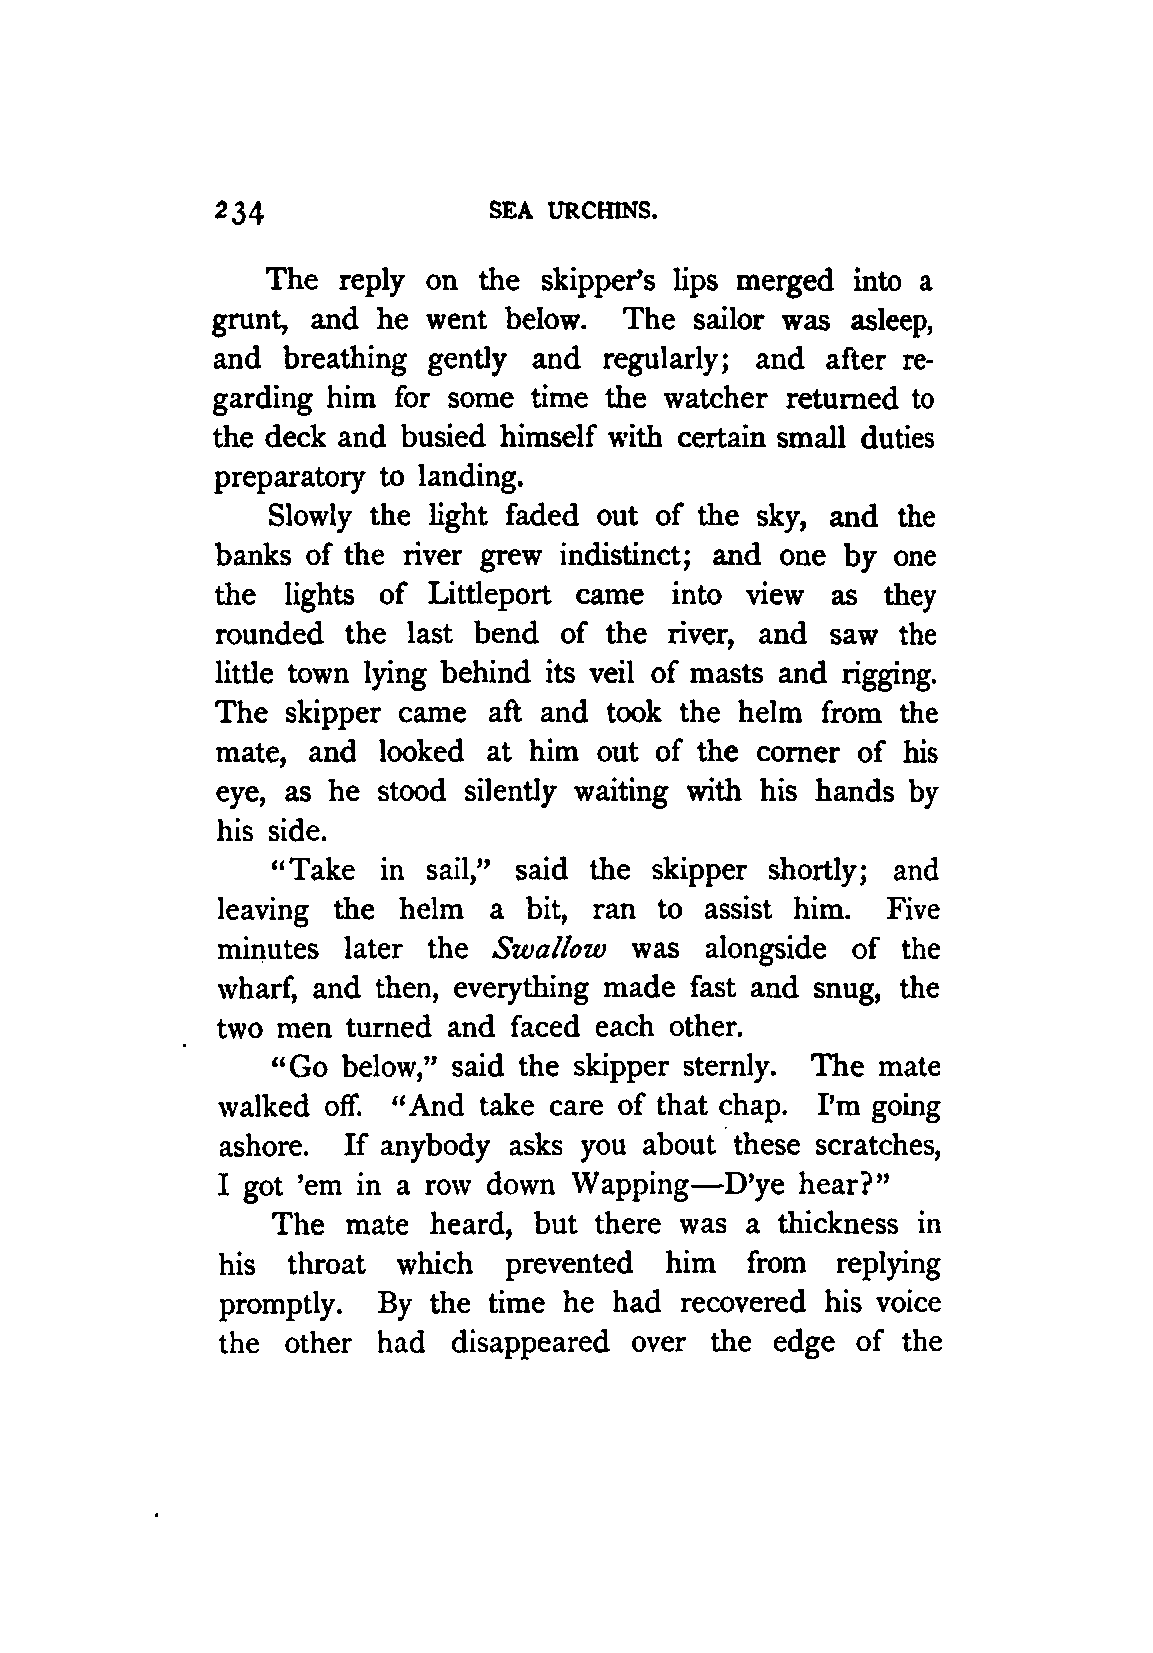 234 SEA URCHINS.
The reply on the skipper's lips merged into a
grunt, and he went below. The sailor was asleep,
and breathing gently and regularly; and after re-
garding him for some time the watcher returned to
the deck and busied himself with certain small duties
preparatory to landing.
Slowly the light faded out of the sky, and the
banks of the river grew indistinct; and one by one
the lights of Littleport came into view as they
rounded the last bend of the river, and saw the
little town lying behind its veil of masts and rigging.
The skipper came aft and took the helm from the
mate, and looked at him out of the corner of his
eye, as he stood silently waiting with his hands by
his side.
"Take in sail," said the skipper shortly; and
leaving the helm a bit, ran to assist him. Five
minutes later the Swallow was alongside of the
wharf, and then, everything made fast and snug, the
two men turned and faced each other.
"Go below," said the skipper sternly. The mate
walked off. "And take care of that chap. I'm going
ashore. If anybody asks you about these scratches,
I got 'em in a row down Wapping—D'ye hear?"
The mate heard, but there was a thickness in
his throat which prevented him from replying
promptly. By the time he had recovered his voice
the other had disappeared over the edge of the